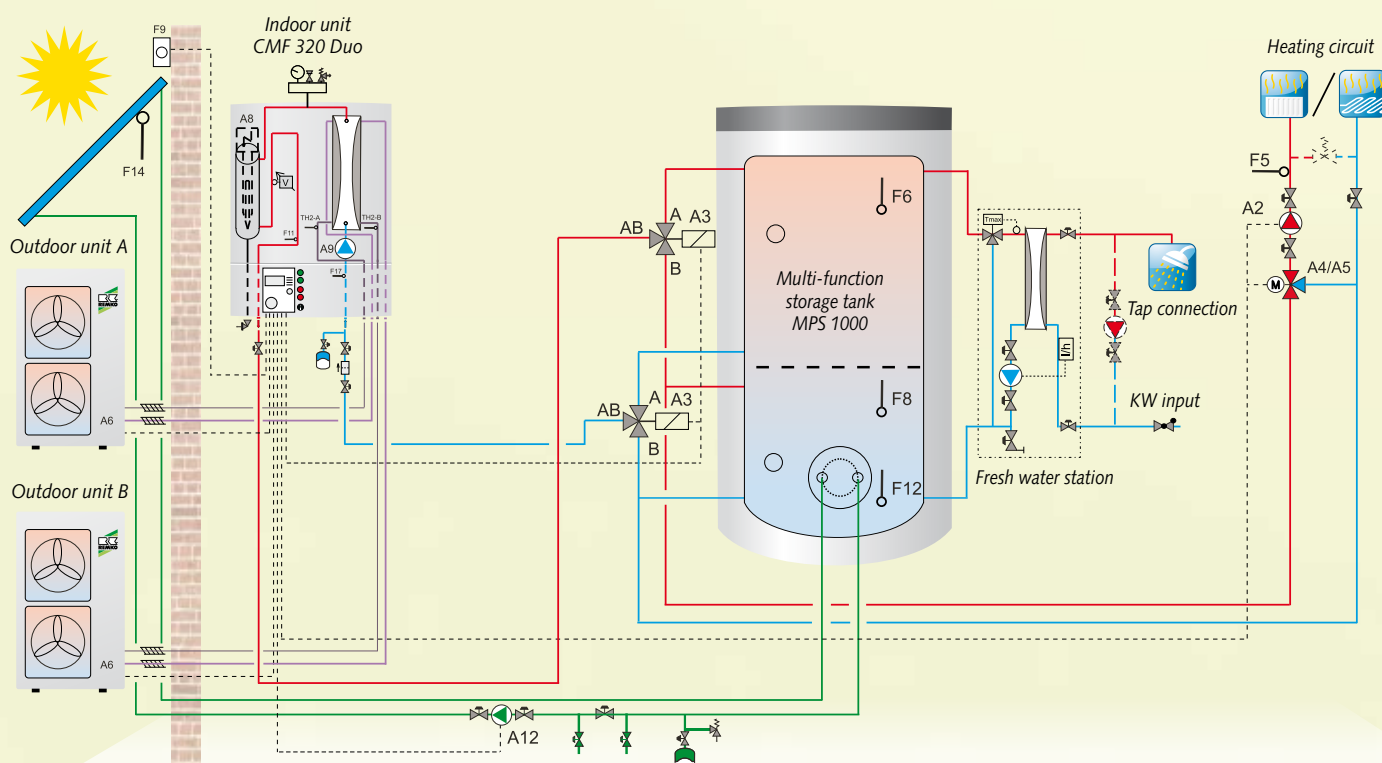 Indoor unit
CMF 320 Duo
Heating circuit
F9
A8
F14
V
TH2-A
TH2-B
F11
A9
F17
Outdoor unit A
REMKO
A6
Outdoor unit B
REMKO
A6
A
A3
AB
B
A
A3
AB
B
F6
Multi-function
storage tank
MPS 1000
F8
F12
Tmax
l/h
Fresh water station
Tap connection
KW input
F5
A2
A4/A5
M
A12